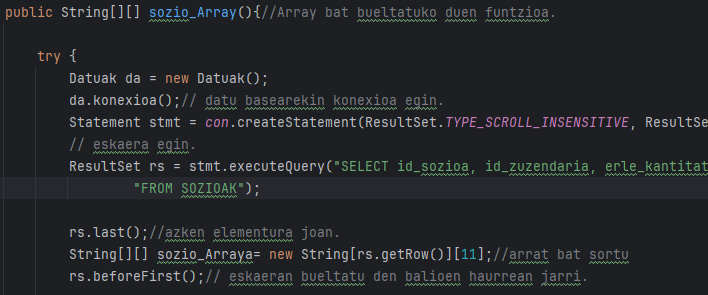 public String[][] sozio_Array(){//Array bat bueltatuko duen funtzioa.
try {
Datuak da = new Datuak();
da.konexioa();// datu basearekin konexioa egin.
Statement stmt = con.createStatement(ResultSet.TYPE_SCROLL_INSENSITIVE, ResultSe
// eskaera egin.
ResultSet rs = stmt.executeQuery("SELECT id_sozioa, id_zuzendaria, erle_kantitat
"FROM SOZIOAK");
rs.last();//azken elementura joan.
String[][] sozio_Arraya= new String[rs.getRow()][11];//arrat bat sortu
rs.beforeFirst();// eskaeran bueltatu den balioen haurrean jarri.